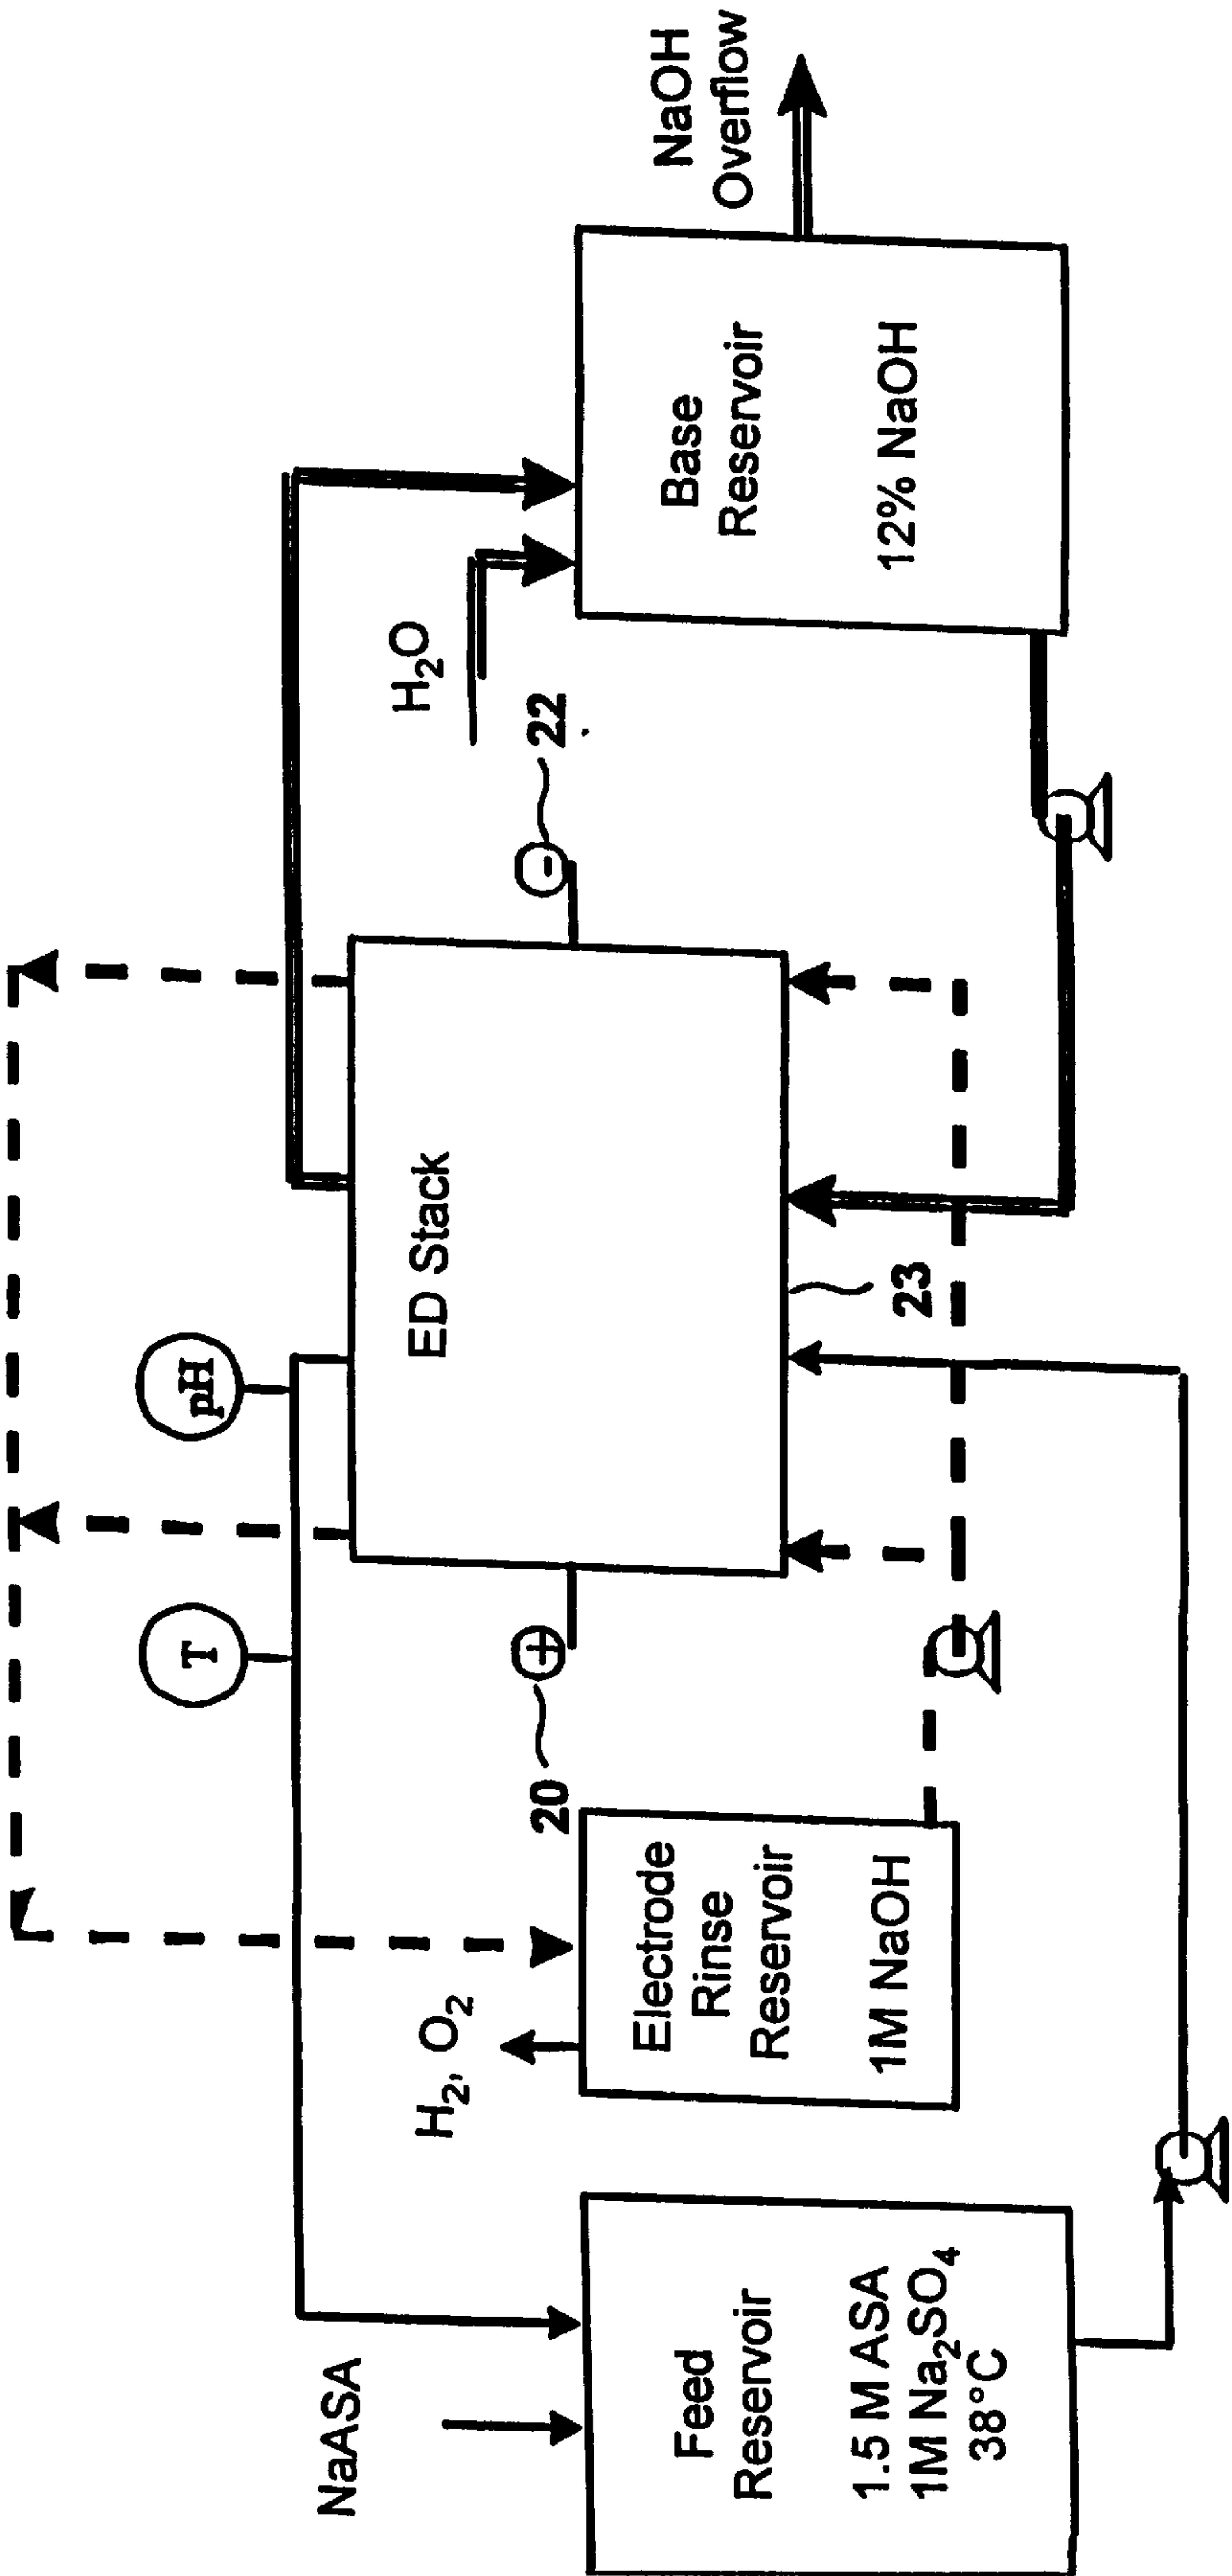 NaASA
Feed
Reservoir
1.5 M ASA
1M Na₂SO₄
38°C
H₂, O₂
Electrode
Rinse
Reservoir
1M NaOH
T
pH
20
+
ED Stack
23
-
22
H₂O
Base
Reservoir
12% NaOH
NaOH
Overflow